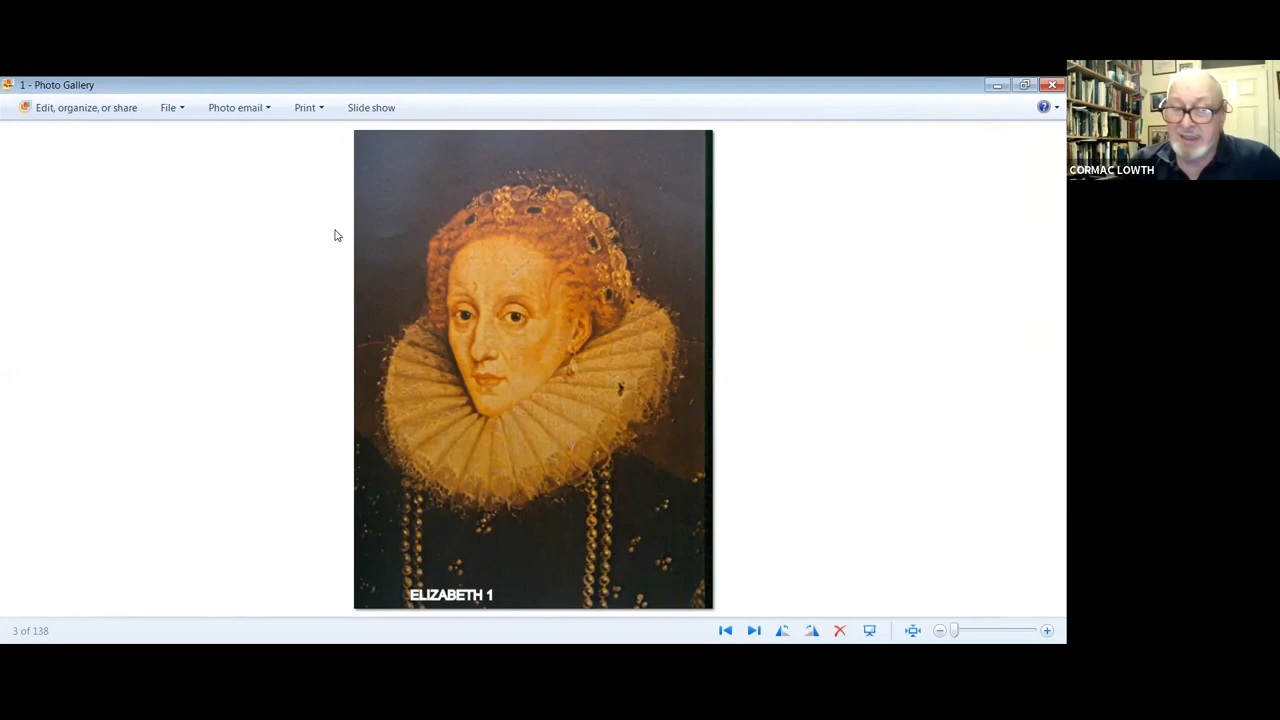 1 - Photo Gallery
Edit, organize, or share File Photo email Print Slide show
CORMAC LOWTH
ELIZABETH 1
3 of 138